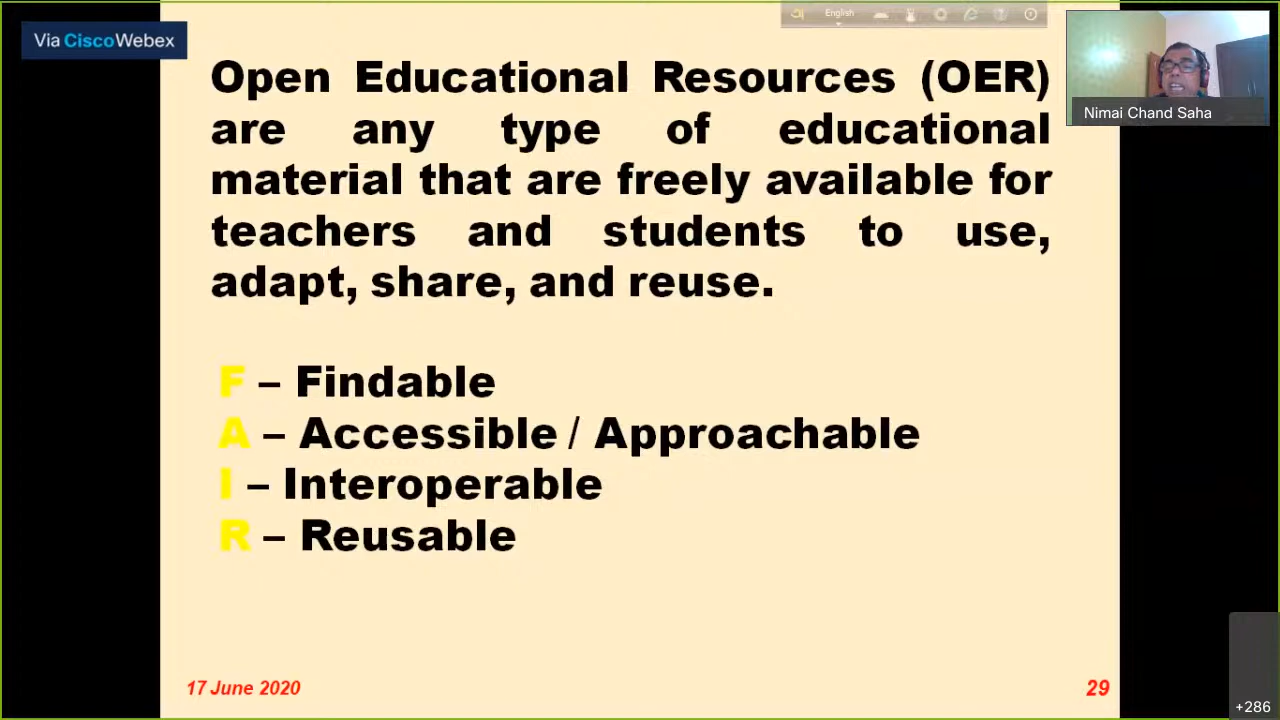 Via CiscoWebex
অ English
Nimai Chand Saha
Open Educational Resources (OER)
are any type of educational
material that are freely available for
teachers and students to use,
adapt, share, and reuse.
F – Findable
A – Accessible / Approachable
I – Interoperable
R – Reusable
17 June 2020
29
+286